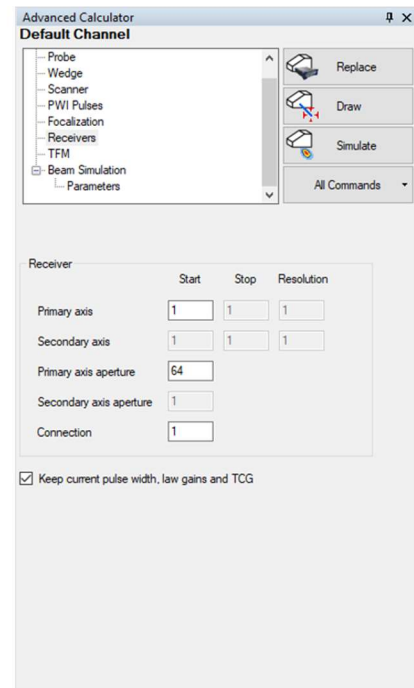 Advanced Calculator
Default Channel
Probe
Wedge
Scanner
PWI Pulses
Focalization
Receivers
TFM
Beam Simulation
Parameters
Replace
Draw
Simulate
All Commands
Receiver
Start Stop Resolution
Primary axis 1 1 1
Secondary axis 1 1 1
Primary axis aperture 64
Secondary axis aperture 1
Connection 1
Keep current pulse width, law gains and TCG